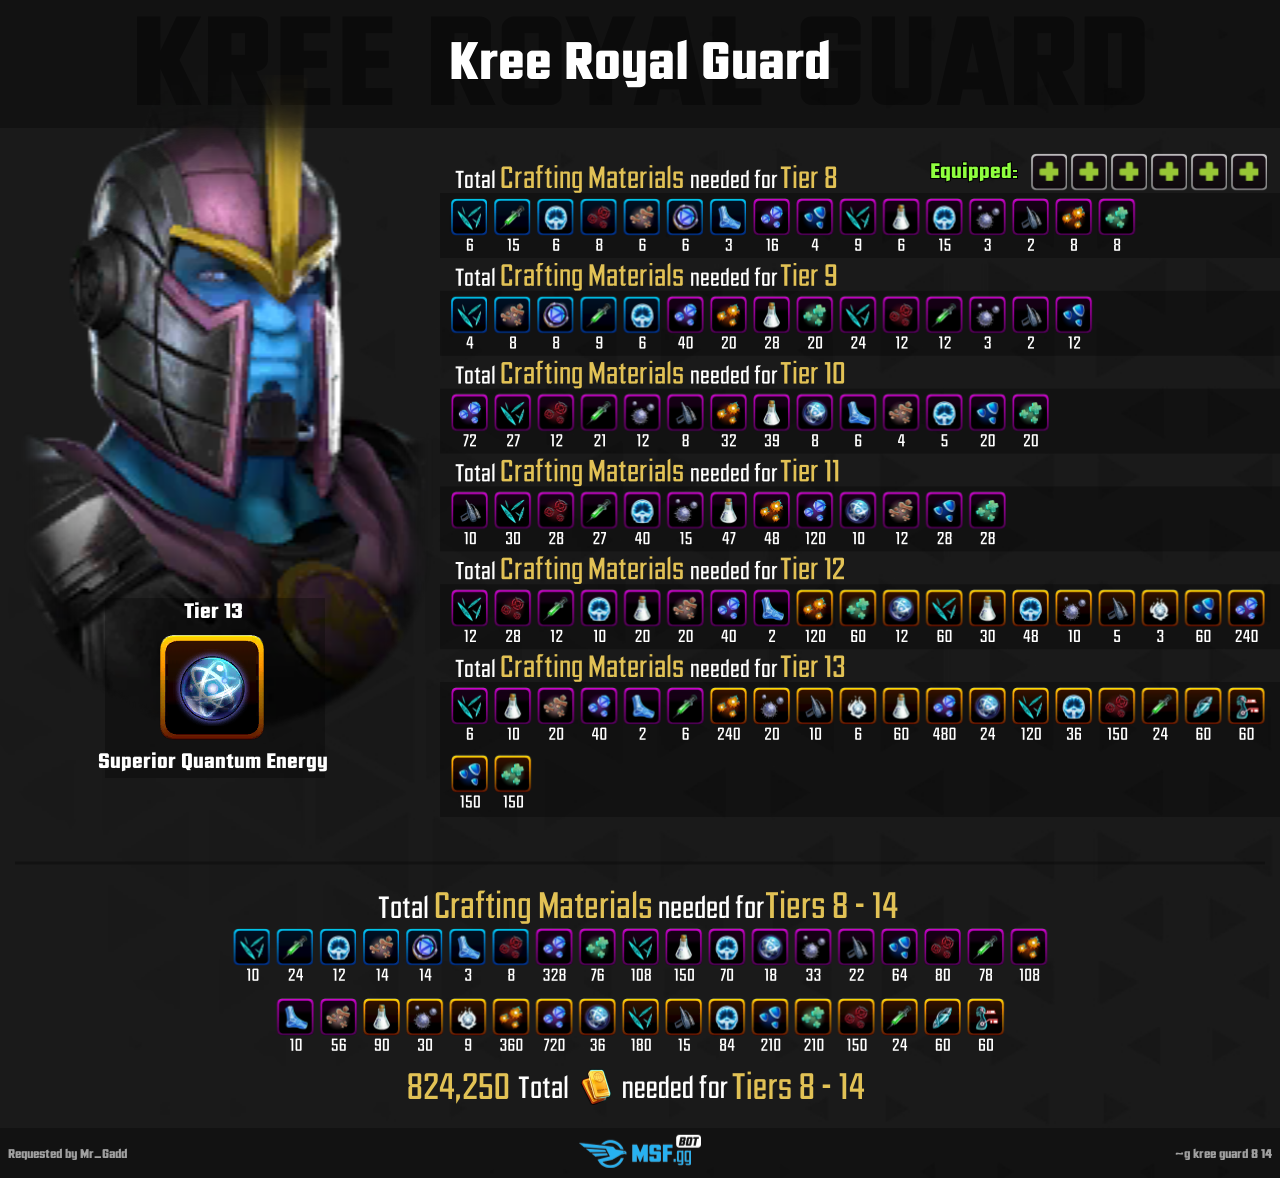 KREE ROYAL GUARD
Kree Royal Guard
Equipped:
Total Crafting Materials needed for Tier 8
6 15 6 8 6 6 3 16 4 9 6 15 3 2 8 8
Total Crafting Materials needed for Tier 9
4 8 8 9 6 40 20 28 20 24 12 12 3 2 12
Total Crafting Materials needed for Tier 10
72 27 12 21 12 8 32 39 8 6 4 5 20 20
Total Crafting Materials needed for Tier 11
10 30 28 27 40 15 47 48 120 10 12 28 28
Total Crafting Materials needed for Tier 12
12 28 12 10 20 20 40 2 120 60 12 60 30 48 10 5 3 60 240
Total Crafting Materials needed for Tier 13
6 10 20 40 2 6 240 20 10 6 60 480 24 120 36 150 24 60 60
150 150
Tier 13
Superior Quantum Energy
Total Crafting Materials needed for Tiers 8 - 14
10 24 12 14 14 3 8 328 76 108 150 70 18 33 22 64 80 78 108
10 56 90 30 9 360 720 36 180 15 84 210 210 150 24 60 60
824,250 Total needed for Tiers 8 - 14
Requested by Mr_Gadd
MSF.gg BOT
~g kree guard 8 14